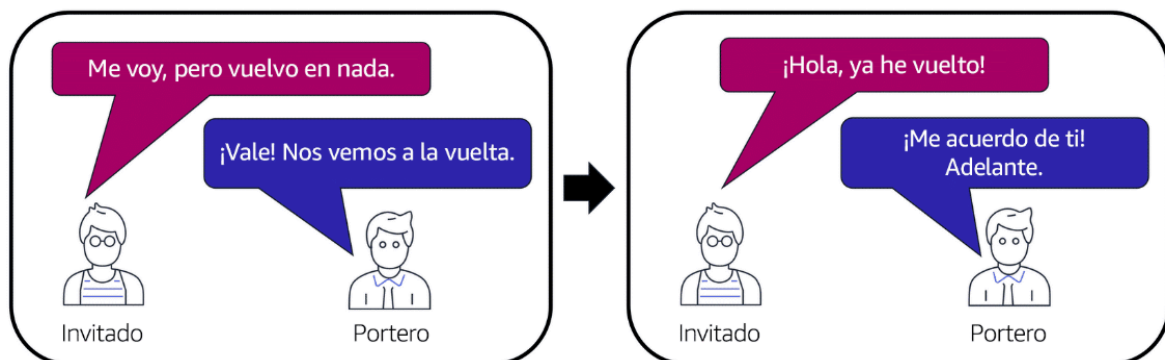 Me voy, pero vuelvo en nada.
¡Vale! Nos vemos a la vuelta.
Invitado
Portero
¡Hola, ya he vuelto!
¡Me acuerdo de ti!
Adelante.
Invitado
Portero